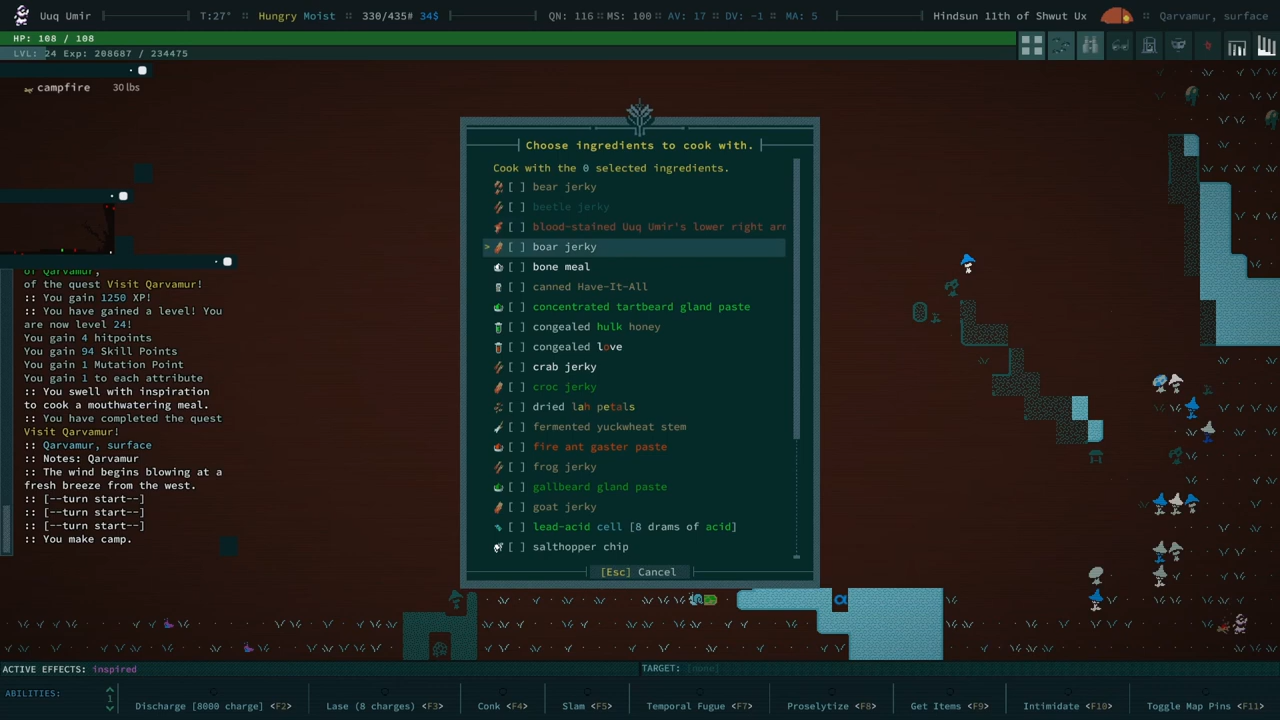 Uuq Umir T:27° Hungry Moist 330/435# 34$ QN: 116 MS: 100 AV: 17 DV: -1 MA: 5 Hindsun 11th of Shwut Ux Qarvamur, surface
HP: 108 / 108
LVL: 24 Exp: 208687 / 234475
campfire 30 lbs
of Qarvamur,
of the quest Visit Qarvamur!
:: You gain 1250 XP!
:: You have gained a level! You
are now level 24!
You gain 4 hitpoints
You gain 94 Skill Points
You gain 1 Mutation Point
You gain 1 to each attribute
:: You swell with inspiration
to cook a mouthwatering meal.
:: You have completed the quest
Visit Qarvamur!
:: Qarvamur, surface
:: Notes: Qarvamur
:: The wind begins blowing at a
fresh breeze from the west.
:: [--turn start--]
:: [--turn start--]
:: [--turn start--]
:: You make camp.
Choose ingredients to cook with.
Cook with the 0 selected ingredients.
[ ] bear jerky
[ ] beetle jerky
[ ] blood-stained Uuq Umir's lower right arm
> [ ] boar jerky
[ ] bone meal
[ ] canned Have-It-All
[ ] concentrated tartbeard gland paste
[ ] congealed hulk honey
[ ] congealed love
[ ] crab jerky
[ ] croc jerky
[ ] dried lah petals
[ ] fermented yuckwheat stem
[ ] fire ant gaster paste
[ ] frog jerky
[ ] gallbeard gland paste
[ ] goat jerky
[ ] lead-acid cell [8 drams of acid]
[ ] salthopper chip
[Esc] Cancel
ACTIVE EFFECTS: inspired TARGET: [none]
ABILITIES: 1 Discharge [8000 charge] <F2> Lase (8 charges) <F3> Conk <F4> Slam <F5> Temporal Fugue <F7> Proselytize <F8> Get Items <F9> Intimidate <F10> Toggle Map Pins <F11>